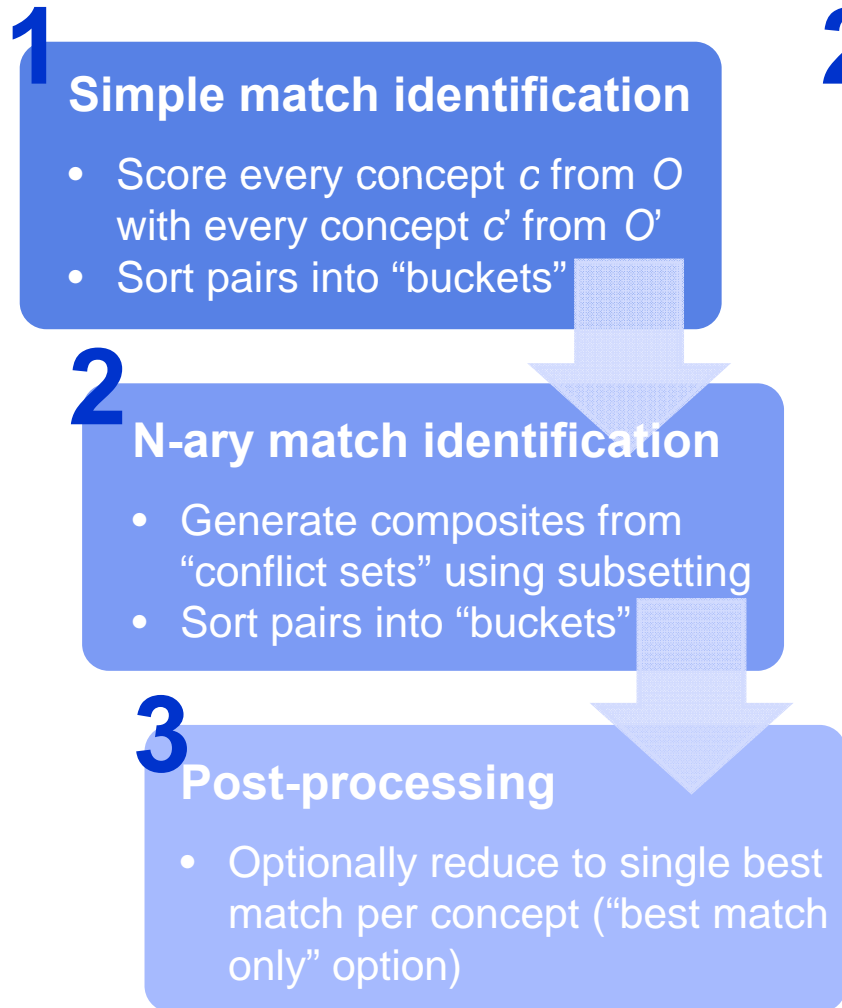 1
Simple match identification
• Score every concept c from O
with every concept c' from O'
• Sort pairs into “buckets”
2
N-ary match identification
• Generate composites from
“conflict sets” using subsetting
• Sort pairs into “buckets”
3
Post-processing
• Optionally reduce to single best
match per concept (“best match
only” option)